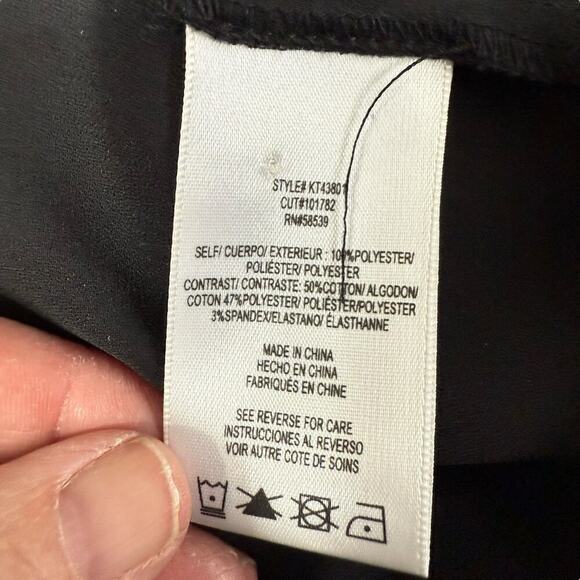 STYLE# KT43801
CUT#101782
RN#58539
SELF/ CUERPO/ EXTERIEUR : 100%POLYESTER/
POLIÉSTER/ POLYESTER
CONTRAST/ CONTRASTE: 50%COTTON/ ALGODON/
COTON 47%POLYESTER/ POLIÉSTER/POLYESTER
3%SPANDEX/ELASTANO/ ÉLASTHANNE
MADE IN CHINA
HECHO EN CHINA
FABRIQUÉS EN CHINE
SEE REVERSE FOR CARE
INSTRUCCIONES AL REVERSO
VOIR AUTRE COTE DE SOINS